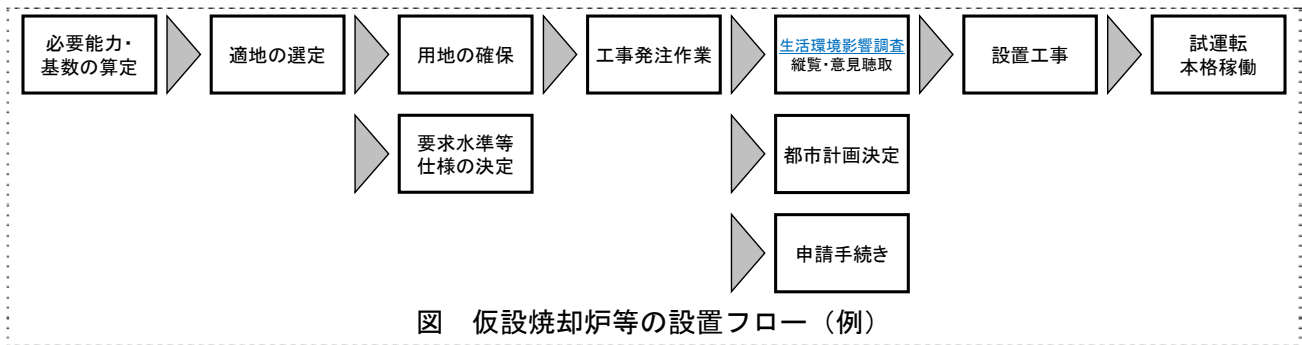 必要能力・
基数の算定
適地の選定
用地の確保
工事発注作業
生活環境影響調査
縦覧・意見聴取
設置工事
試運転
本格稼働
要求水準等
仕様の決定
都市計画決定
申請手続き
図　仮設焼却炉等の設置フロー（例）